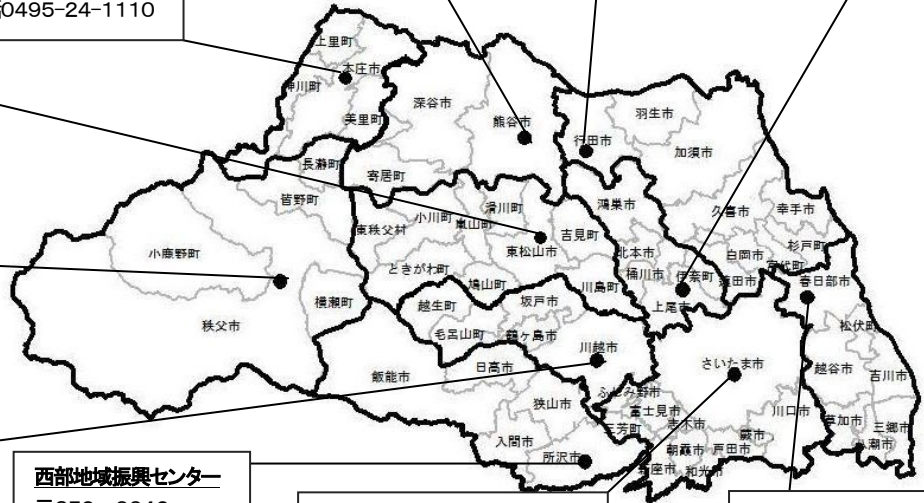 0495-24-1110
上里町
本庄市
神川町
美里町
深谷市
熊谷市
寄居町
長瀞町
皆野町
小鹿野町
秩父市
横瀬町
行田市
羽生市
加須市
東秩父村
小川町
嵐山町
滑川町
東松山市
吉見町
ときがわ町
鳩山町
川島町
鴻巣市
北本市
桶川市
伊奈町
上尾市
久喜市
幸手市
白岡市
杉戸町
宮代町
蓮田市
春日部市
松伏町
越谷市
吉川市
草加市
三郷市
八潮市
越生町
毛呂山町
坂戸市
鶴ヶ島市
川越市
飯能市
日高市
狭山市
入間市
所沢市
さいたま市
ふじみ野市
富士見市
三芳町
志木市
朝霞市
新座市
和光市
川口市
蕨市
戸田市
西部地域振興センター